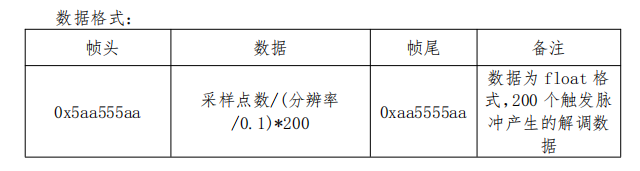 数据格式：
帧头 数据 帧尾 备注
0x5aa555aa
采样点数/(分辨率
/0.1)*200
0xaa5555aa
数据为 float 格
式,200 个触发脉
冲产生的解调数
据